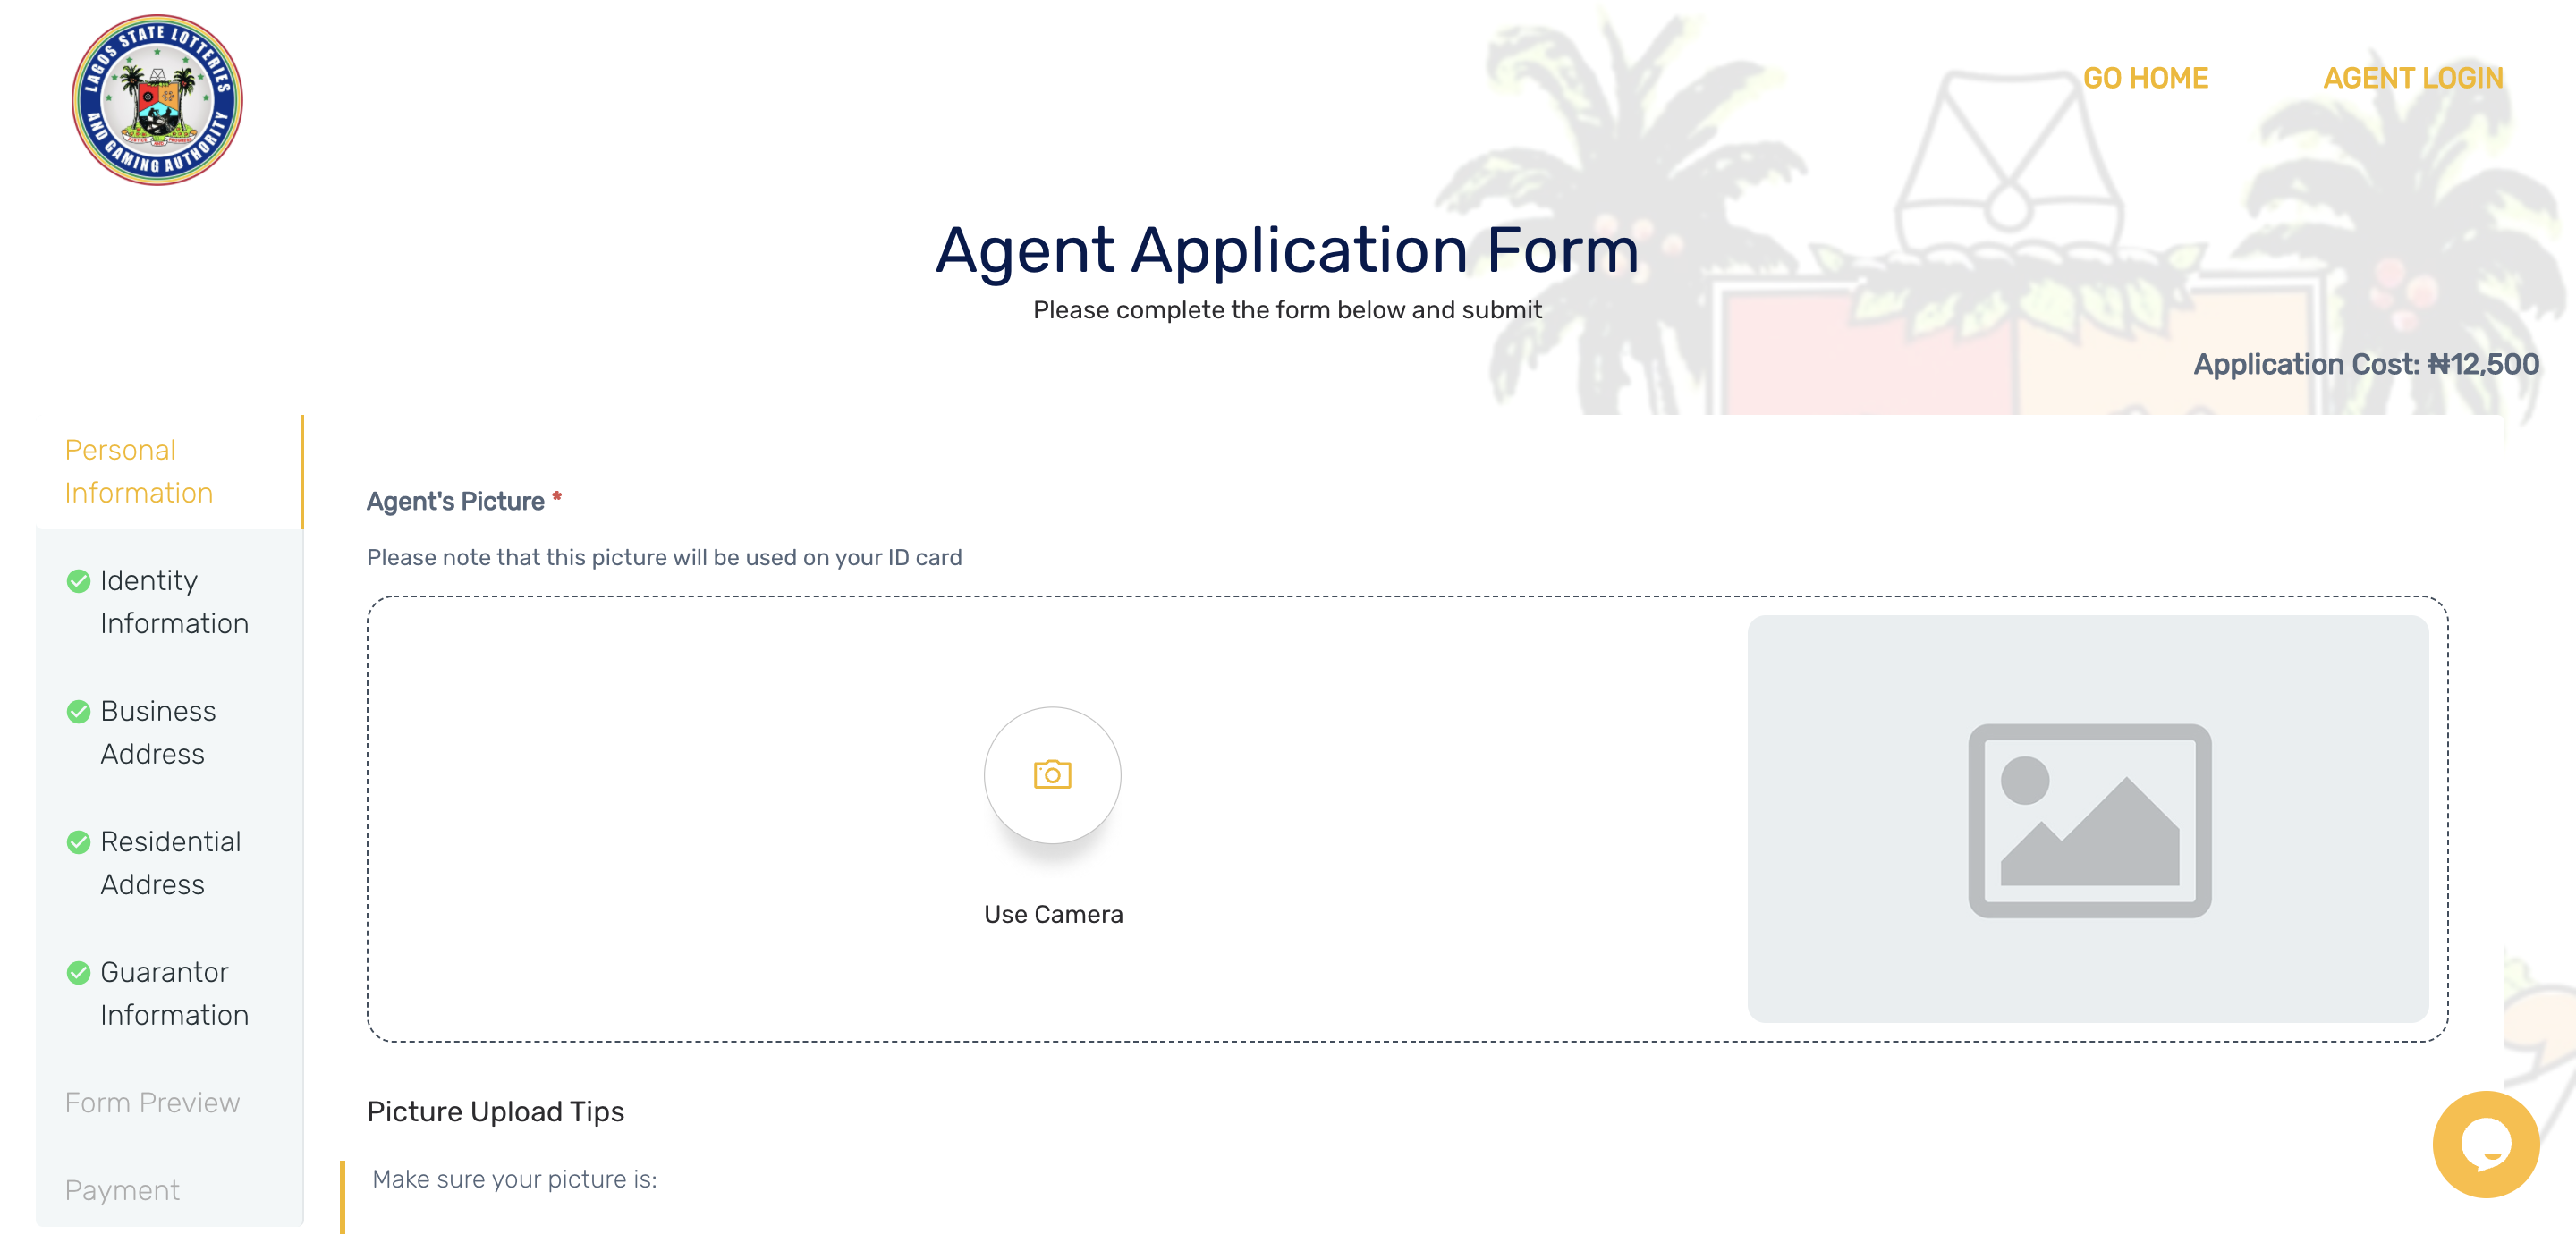 LAGOS STATE LOTTERIES
AND GAMING AUTHORITY
GO HOME
AGENT LOGIN
Agent Application Form
Please complete the form below and submit
Application Cost: ₦12,500
Personal
Information
Identity
Information
Business
Address
Residential
Address
Guarantor
Information
Form Preview
Payment
Agent's Picture *
Please note that this picture will be used on your ID card
Use Camera
Picture Upload Tips
Make sure your picture is: